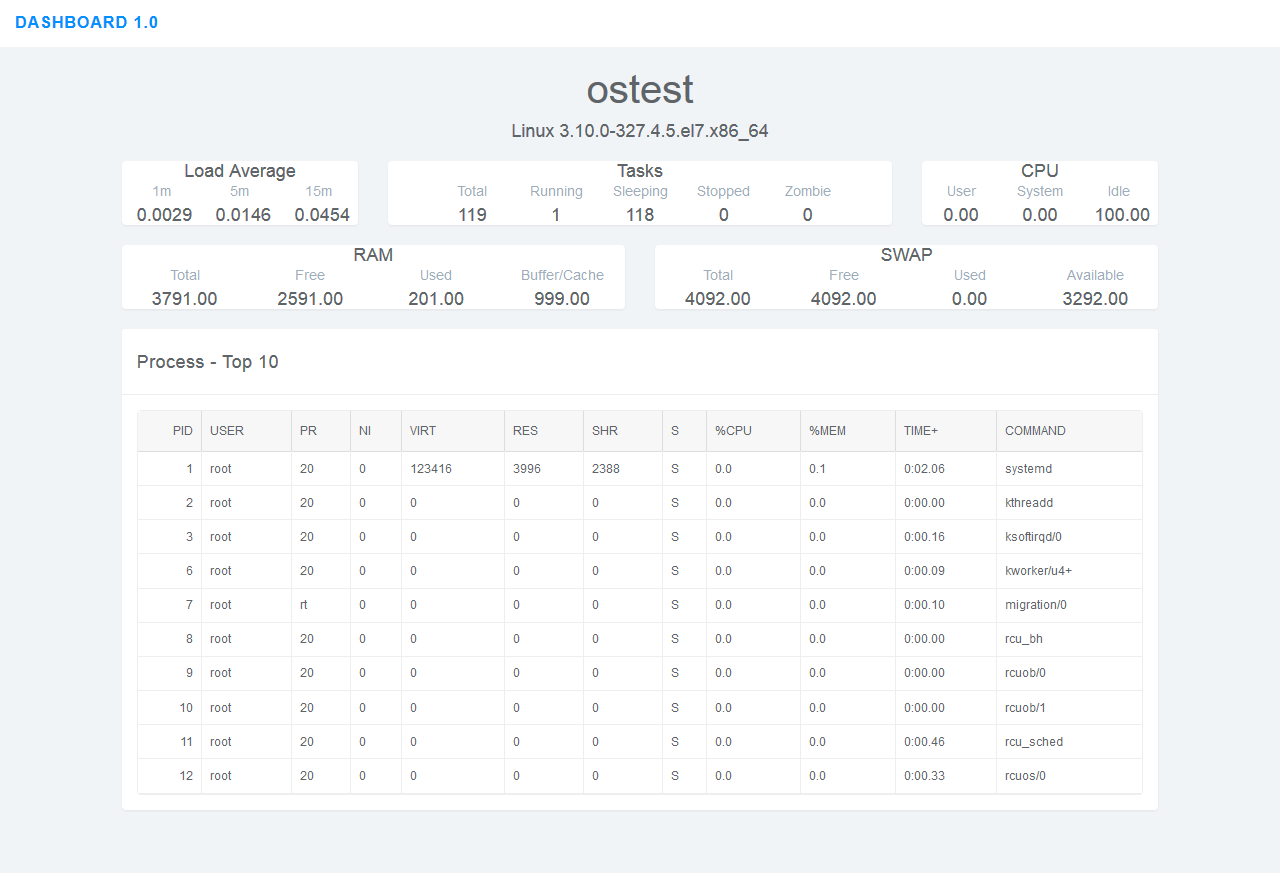 DASHBOARD 1.0
ostest
Linux 3.10.0-327.4.5.el7.x86_64
Load Average
1m 5m 15m
0.0029 0.0146 0.0454
Tasks
Total Running Sleeping Stopped Zombie
119 1 118 0 0
CPU
User System Idle
0.00 0.00 100.00
RAM
Total Free Used Buffer/Cache
3791.00 2591.00 201.00 999.00
SWAP
Total Free Used Available
4092.00 4092.00 0.00 3292.00
Process - Top 10
PID USER PR NI VIRT RES SHR S %CPU %MEM TIME+ COMMAND
1 root 20 0 123416 3996 2388 S 0.0 0.1 0:02.06 systemd
2 root 20 0 0 0 0 S 0.0 0.0 0:00.00 kthreadd
3 root 20 0 0 0 0 S 0.0 0.0 0:00.16 ksoftirqd/0
6 root 20 0 0 0 0 S 0.0 0.0 0:00.09 kworker/u4+
7 root rt 0 0 0 0 S 0.0 0.0 0:00.10 migration/0
8 root 20 0 0 0 0 S 0.0 0.0 0:00.00 rcu_bh
9 root 20 0 0 0 0 S 0.0 0.0 0:00.00 rcuob/0
10 root 20 0 0 0 0 S 0.0 0.0 0:00.00 rcuob/1
11 root 20 0 0 0 0 S 0.0 0.0 0:00.46 rcu_sched
12 root 20 0 0 0 0 S 0.0 0.0 0:00.33 rcuos/0